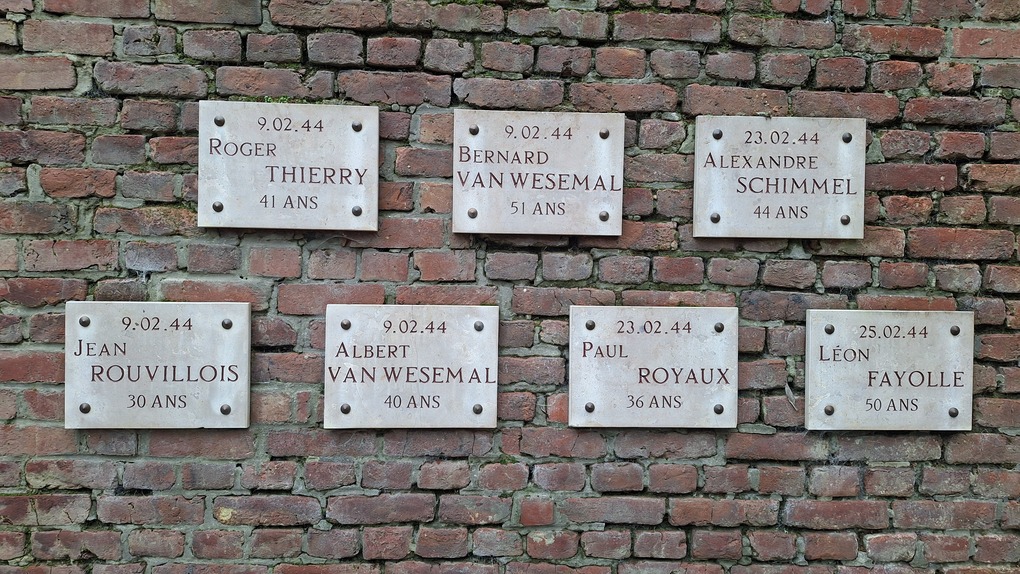 9.02.44
ROGER
THIERRY
41 ANS
9.02.44
BERNARD
VAN WESEMAL
51 ANS
23.02.44
ALEXANDRE
SCHIMMEL
44 ANS
9.02.44
JEAN
ROUVILLOIS
30 ANS
9.02.44
ALBERT
VAN WESEMAL
40 ANS
23.02.44
PAUL
ROYAUX
36 ANS
25.02.44
LÉON
FAYOLLE
50 ANS